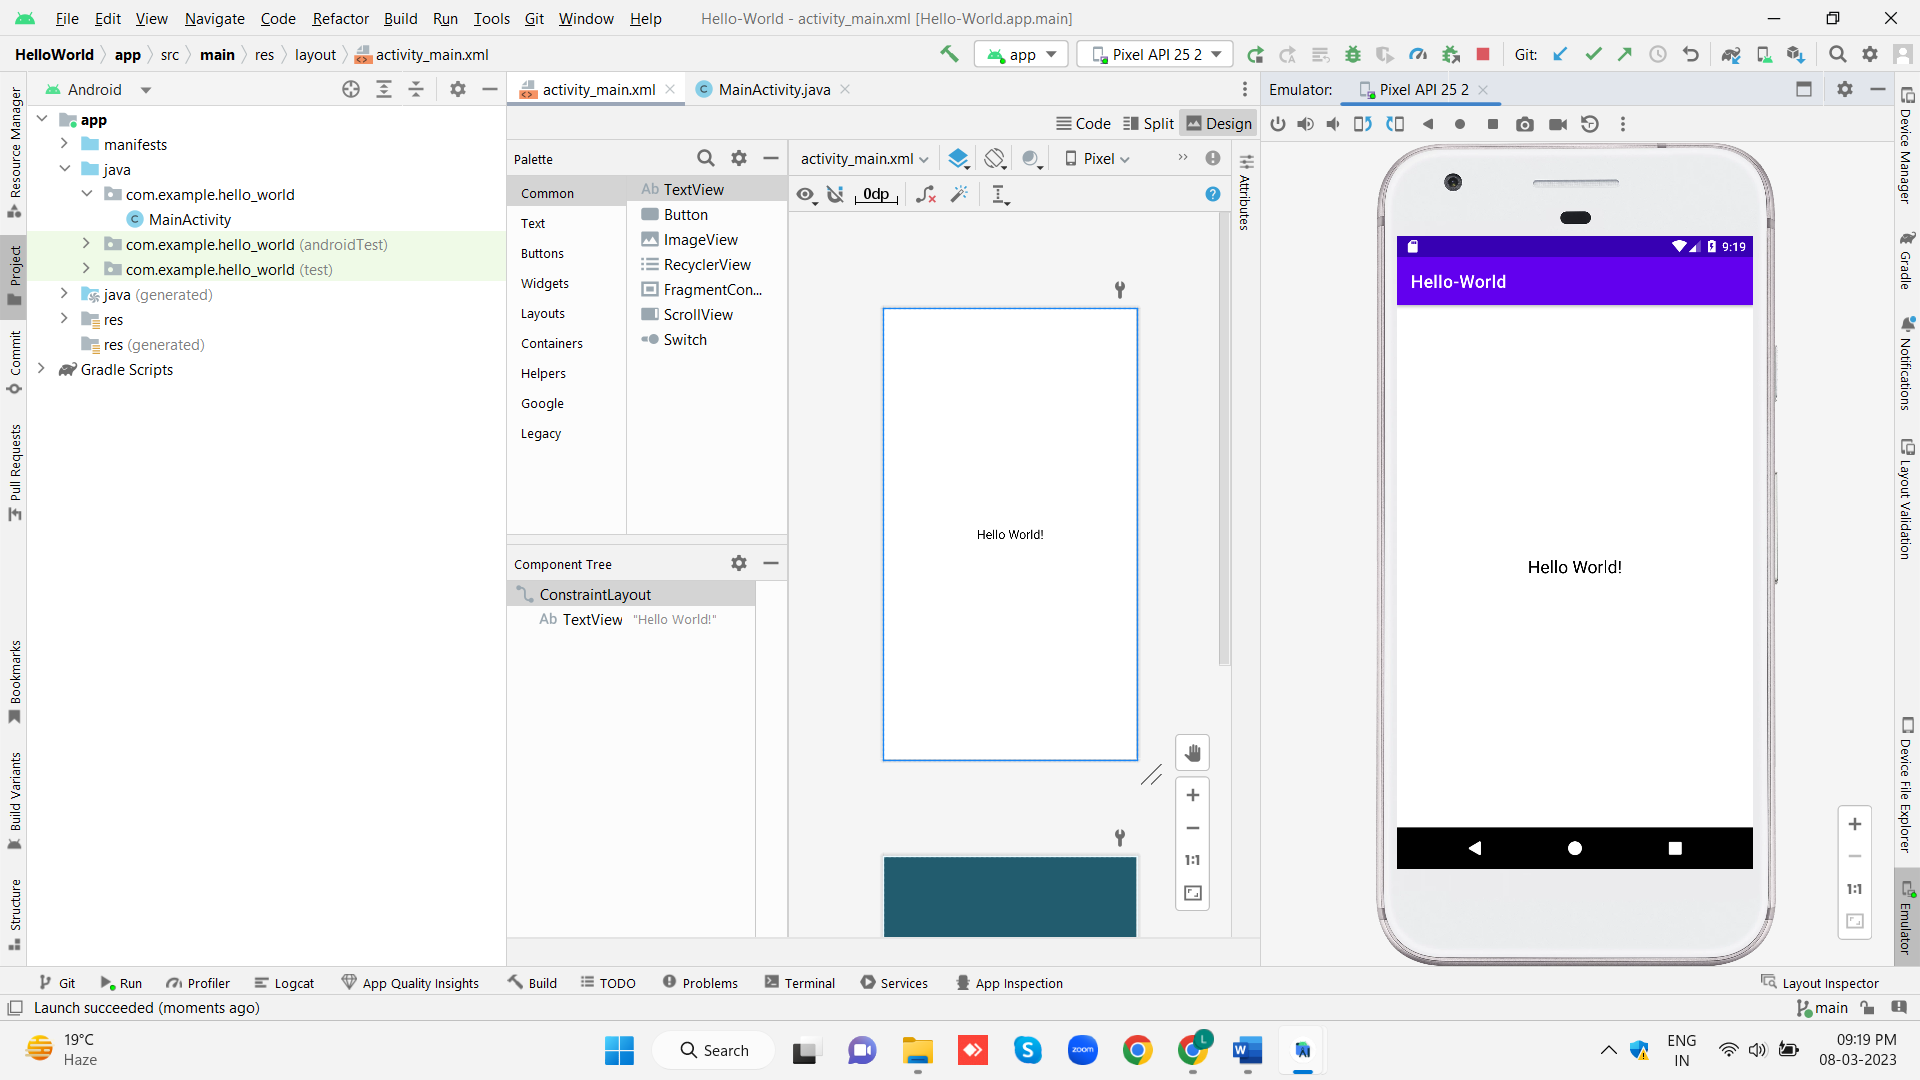 File Edit View Navigate Code Refactor Build Run Tools Git Window Help Hello-World - activity_main.xml [Hello-World.app.main]
HelloWorld app src main res layout activity_main.xml app Pixel API 25 2 Git:
Android
activity_main.xml MainActivity.java
Emulator: Pixel API 25 2
Code Split Design
app
manifests
java
com.example.hello_world
MainActivity
com.example.hello_world (androidTest)
com.example.hello_world (test)
java (generated)
res
res (generated)
Gradle Scripts
Palette
Common
Text
Buttons
Widgets
Layouts
Containers
Helpers
Google
Legacy
Ab TextView
Button
ImageView
RecyclerView
FragmentCon...
ScrollView
Switch
activity_main.xml Pixel
0dp
Hello World!
1:1
Component Tree
ConstraintLayout
Ab TextView "Hello World!"
Attributes
9:19
Hello-World
Hello World!
1:1
Resource Manager
Project
Commit
Pull Requests
Bookmarks
Build Variants
Structure
Device Manager
Gradle
Notifications
Layout Validation
Device File Explorer
Emulator
Git Run Profiler Logcat App Quality Insights Build TODO Problems Terminal Services App Inspection Layout Inspector
Launch succeeded (moments ago) main
19°C
Haze
Search
zoom
L
W
ENG
IN
09:19 PM
08-03-2023